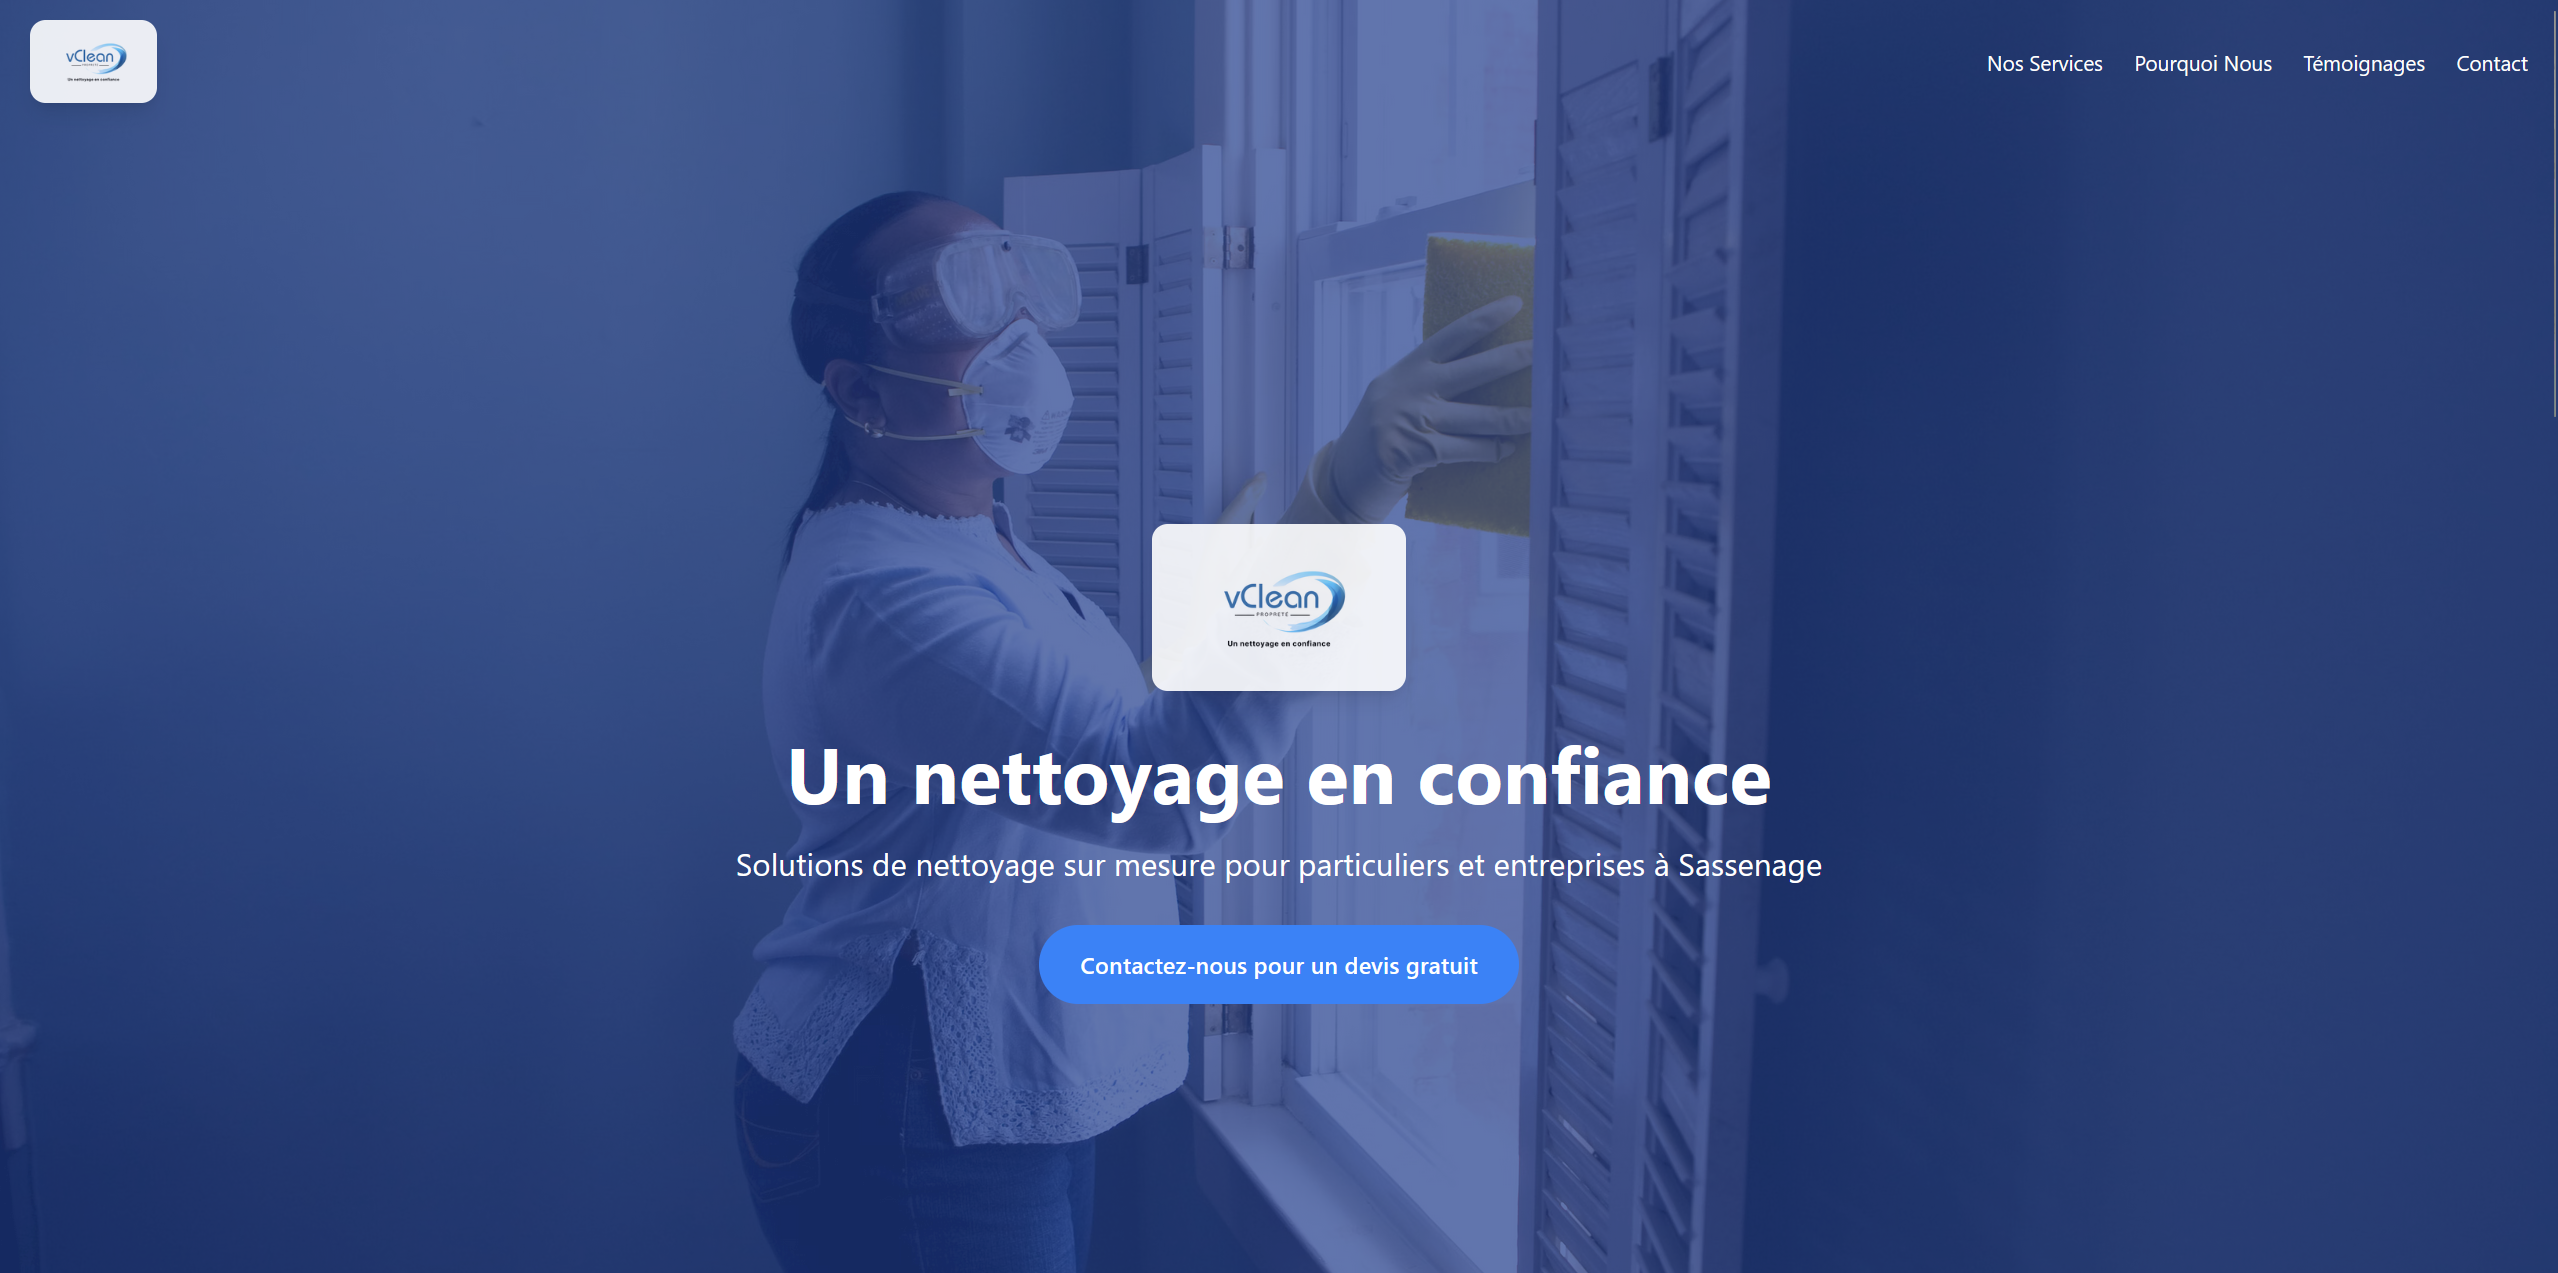 vClean
PROPRETÉ
Un nettoyage en confiance
Nos Services
Pourquoi Nous
Témoignages
Contact
vClean
PROPRETÉ
Un nettoyage en confiance
Un nettoyage en confiance
Solutions de nettoyage sur mesure pour particuliers et entreprises à Sassenage
Contactez-nous pour un devis gratuit